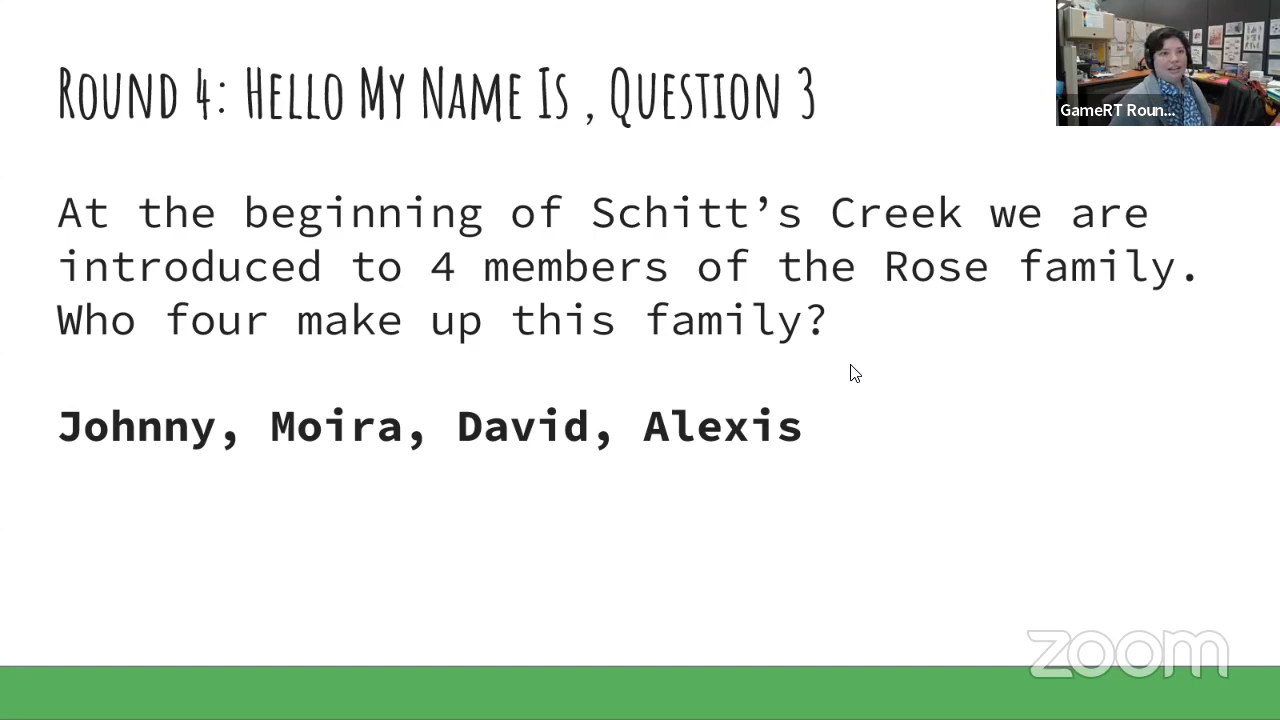 Round 4: Hello My Name Is , Question 3
GameRT Roun...
At the beginning of Schitt’s Creek we are
introduced to 4 members of the Rose family.
Who four make up this family?
Johnny, Moira, David, Alexis
zoom